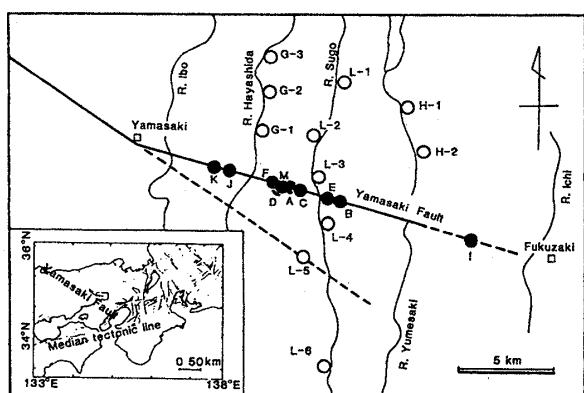 R. Ibo
R. Hayashida
R. Sugo
G-3
G-2
G-1
L-1
L-2
L-3
L-4
L-5
L-6
H-1
H-2
R. Ichi
Yamasaki
K
J
F
M
D
A
C
E
B
I
Yamasaki Fault
Fukuzaki
R. Yumesaki
5 km
36°N
34°N
133°E
138°E
Yamasaki Fault
Median tectonic line
0 50km